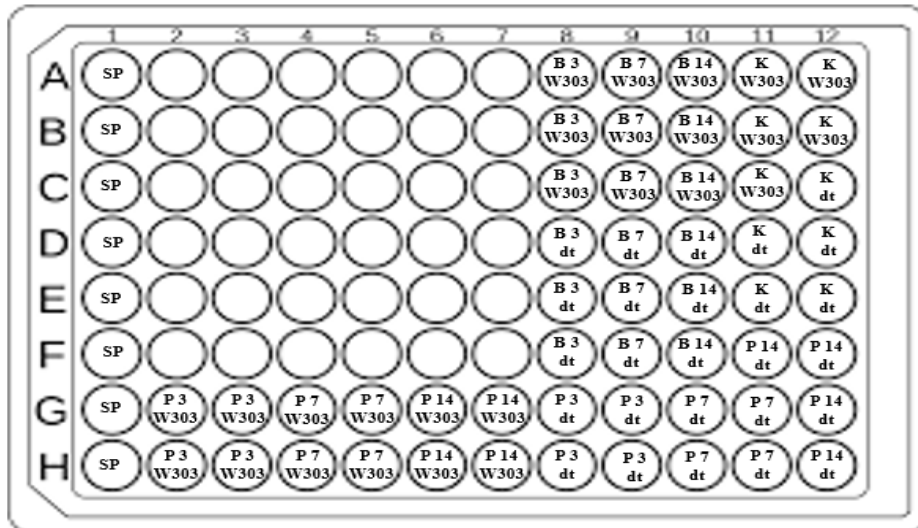 1 2 3 4 5 6 7 8 9 10 11 12
A SP B 3 B 7 B 14 K K
W303 W303 W303 W303 W303
B SP B 3 B 7 B 14 K K
W303 W303 W303 W303 W303
C SP B 3 B 7 B 14 K K
W303 W303 W303 W303 dt
D SP B 3 B 7 B 14 K K
dt dt dt dt dt
E SP B 3 B 7 B 14 K K
dt dt dt dt dt
F SP B 3 B 7 B 14 P 14 P 14
dt dt dt dt dt
G SP P 3 P 3 P 7 P 7 P 14 P 14 P 3 P 3 P 7 P 7 P 14
W303 W303 W303 W303 W303 W303 dt dt dt dt dt
H SP P 3 P 3 P 7 P 7 P 14 P 14 P 3 P 3 P 7 P 7 P 14
W303 W303 W303 W303 W303 W303 dt dt dt dt dt